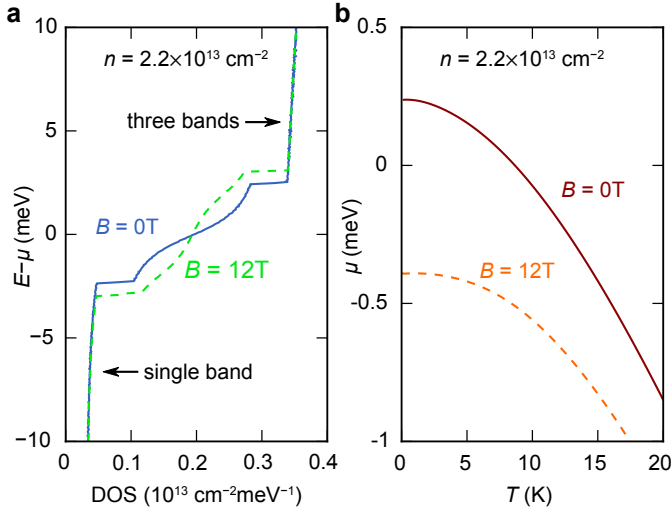 a
n = 2.2×10¹³ cm⁻²
three bands
B = 0T
B = 12T
single band
10
5
0
−5
−10
E−μ (meV)
0
0.1
0.2
0.3
0.4
DOS (10¹³ cm⁻²meV⁻¹)
b
n = 2.2×10¹³ cm⁻²
B = 0T
B = 12T
0.5
0
-0.5
-1
μ (meV)
0
5
10
15
20
T (K)